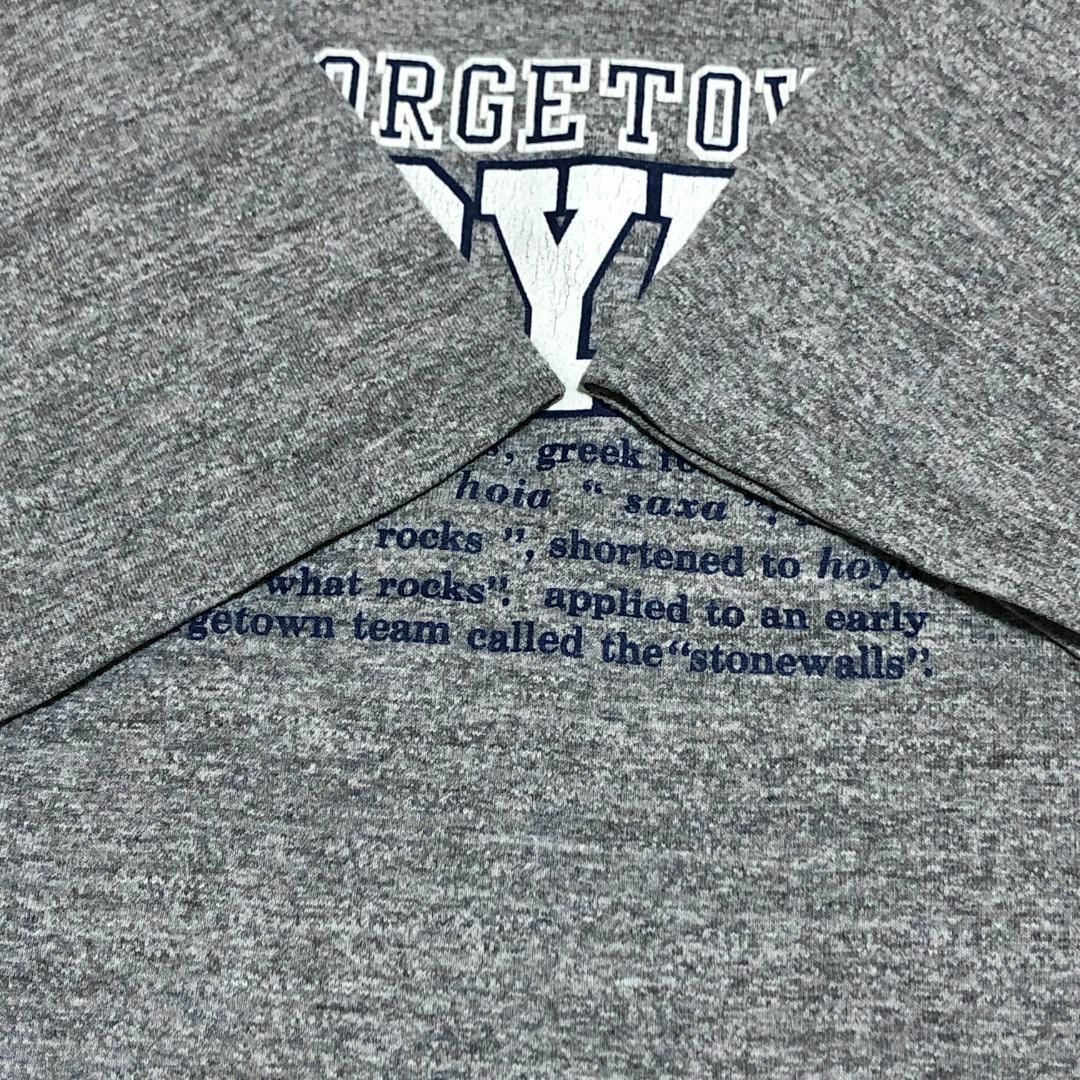 ORGETOW
Y
, greek
hoia “ saxa ”.
rocks ”, shortened to hoya
what rocks”. applied to an early
getown team called the “stonewalls”.